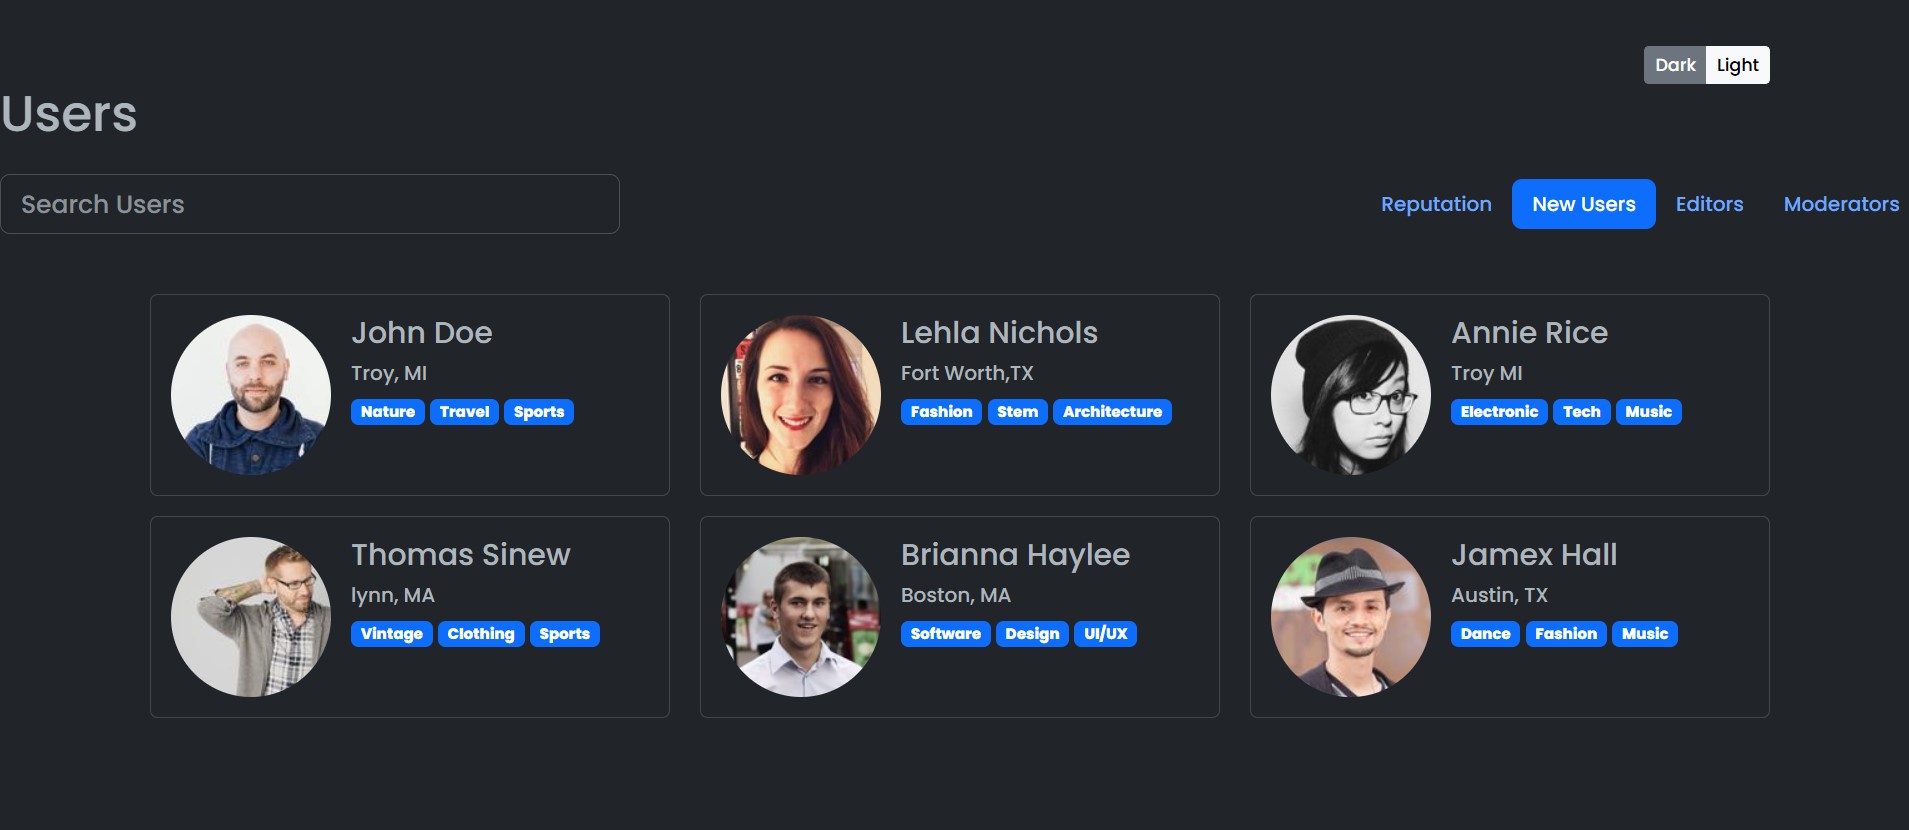 Dark Light
Users
Search Users
Reputation New Users Editors Moderators
John Doe
Troy, MI
Nature Travel Sports
Lehla Nichols
Fort Worth,TX
Fashion Stem Architecture
Annie Rice
Troy MI
Electronic Tech Music
Thomas Sinew
lynn, MA
Vintage Clothing Sports
Brianna Haylee
Boston, MA
Software Design UI/UX
Jamex Hall
Austin, TX
Dance Fashion Music